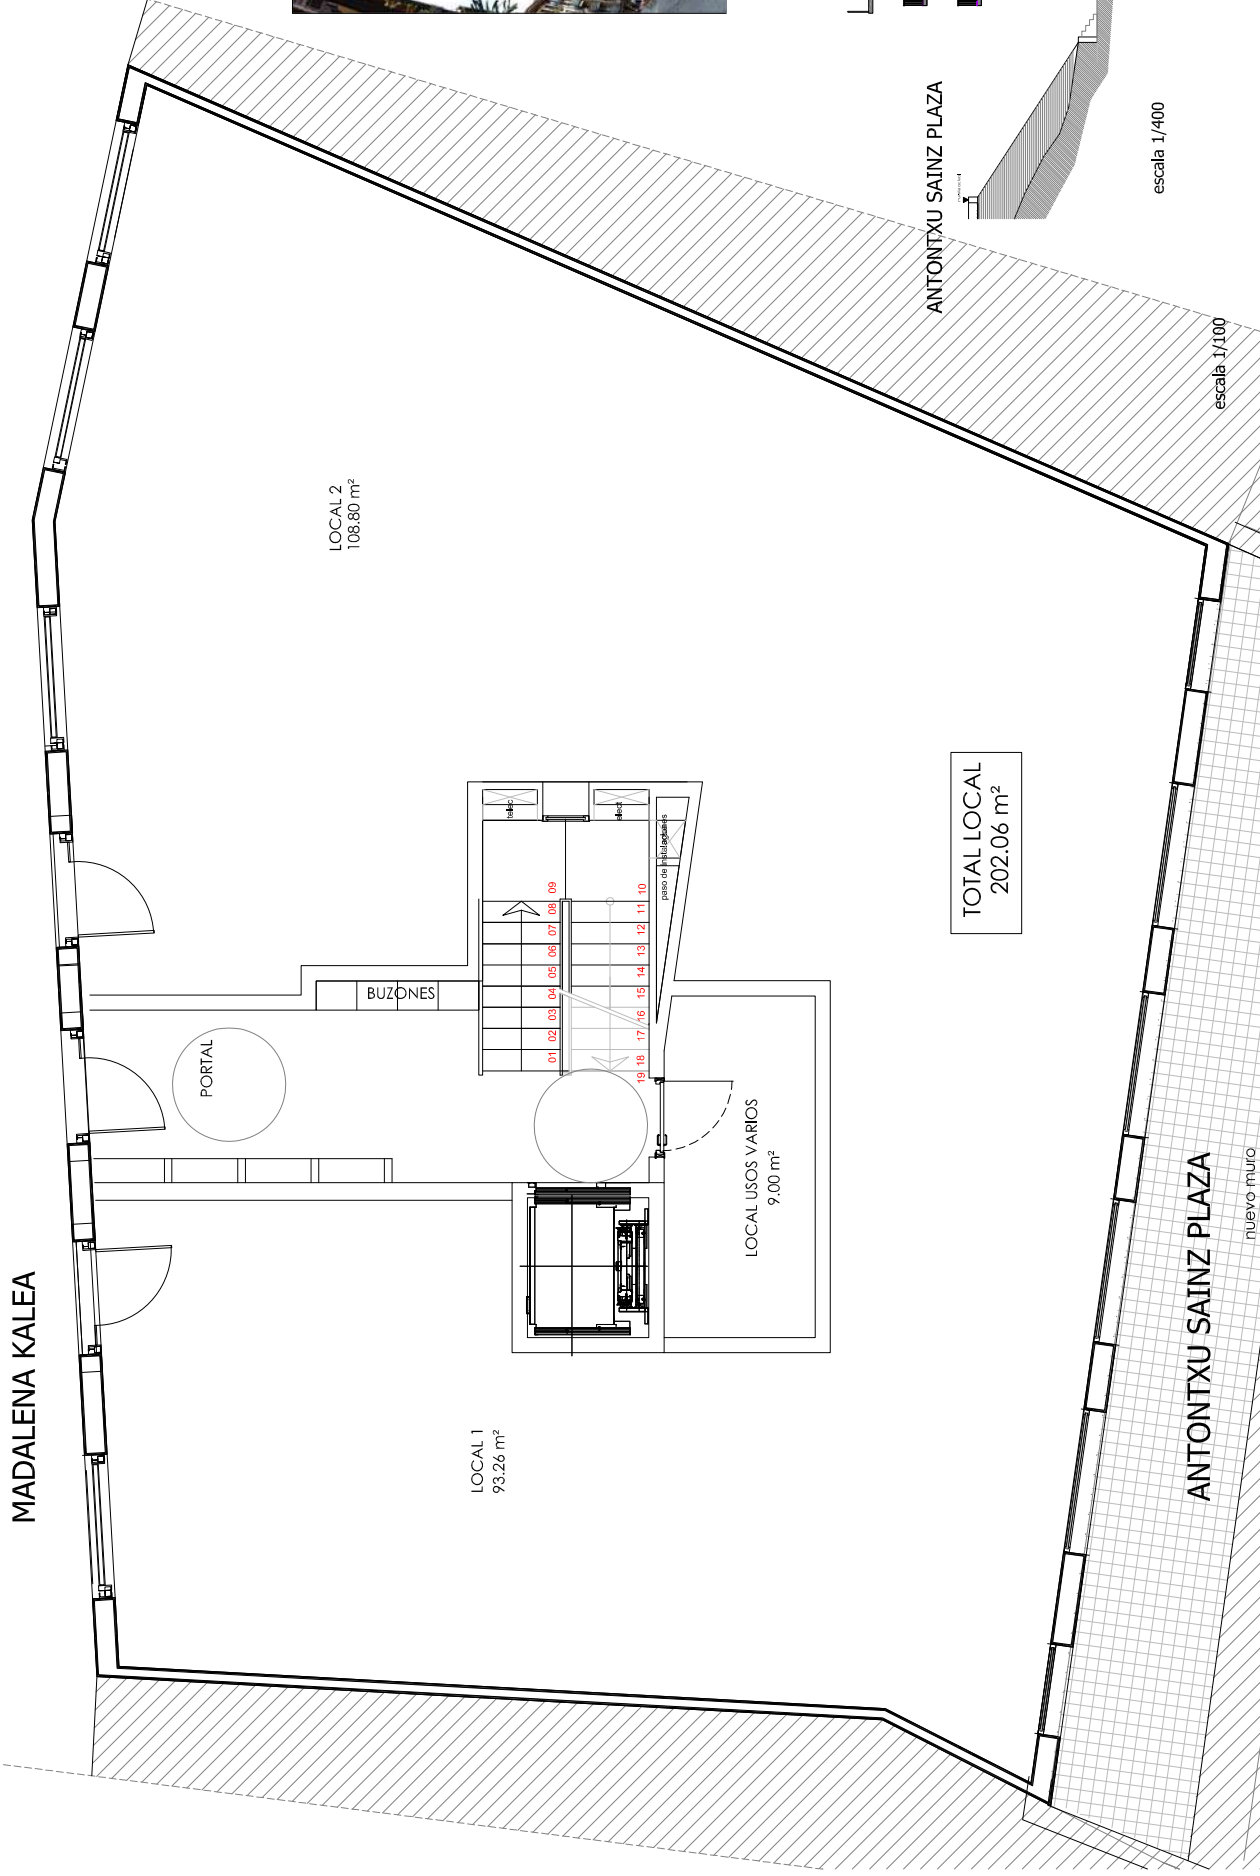 MADALENA KALEA
ANTONTXU SAINZ PLAZA
escala 1/400
escala 1/100
LOCAL 2
108.80 m²
telec
elect
paso de instalaciones
BUZONES
01 02 03 04 05 06 07 08 09
19 18 17 16 15 14 13 12 11 10
PORTAL
LOCAL USOS VARIOS
9.00 m²
TOTAL LOCAL
202.06 m²
LOCAL 1
93.26 m²
ANTONTXU SAINZ PLAZA
nuevo muro